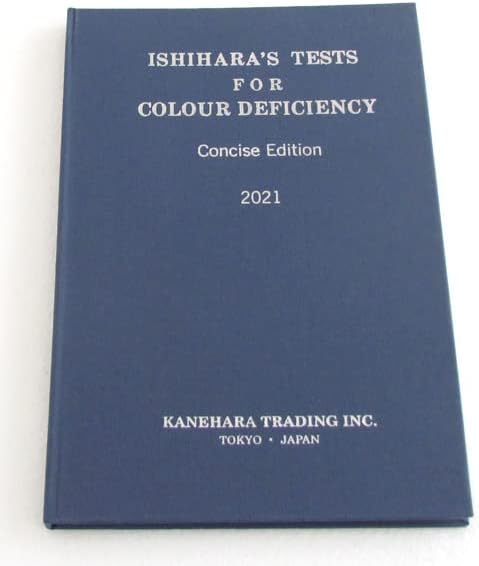 ISHIHARA'S TESTS
FOR
COLOUR DEFICIENCY
Concise Edition
2021
KANEHARA TRADING INC.
TOKYO・JAPAN